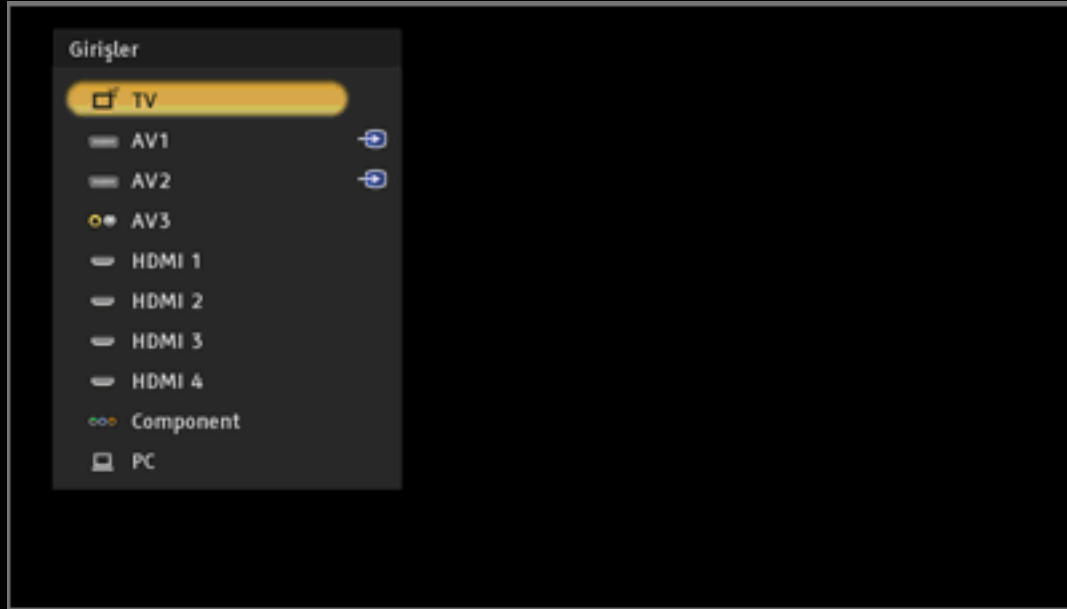 Girişler
TV
AV1
AV2
AV3
HDMI 1
HDMI 2
HDMI 3
HDMI 4
Component
PC